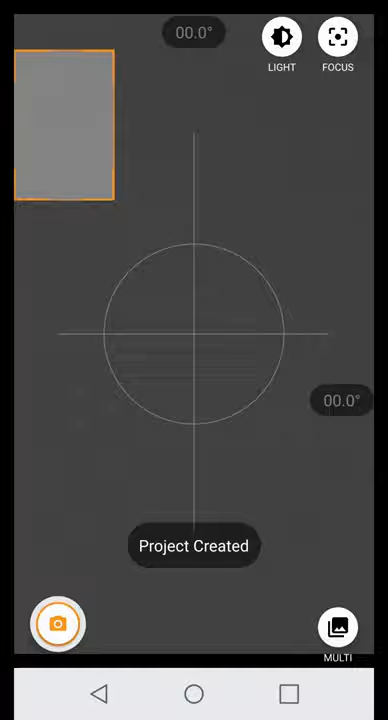 00.0°
LIGHT
FOCUS
00.0°
Project Created
MULTI